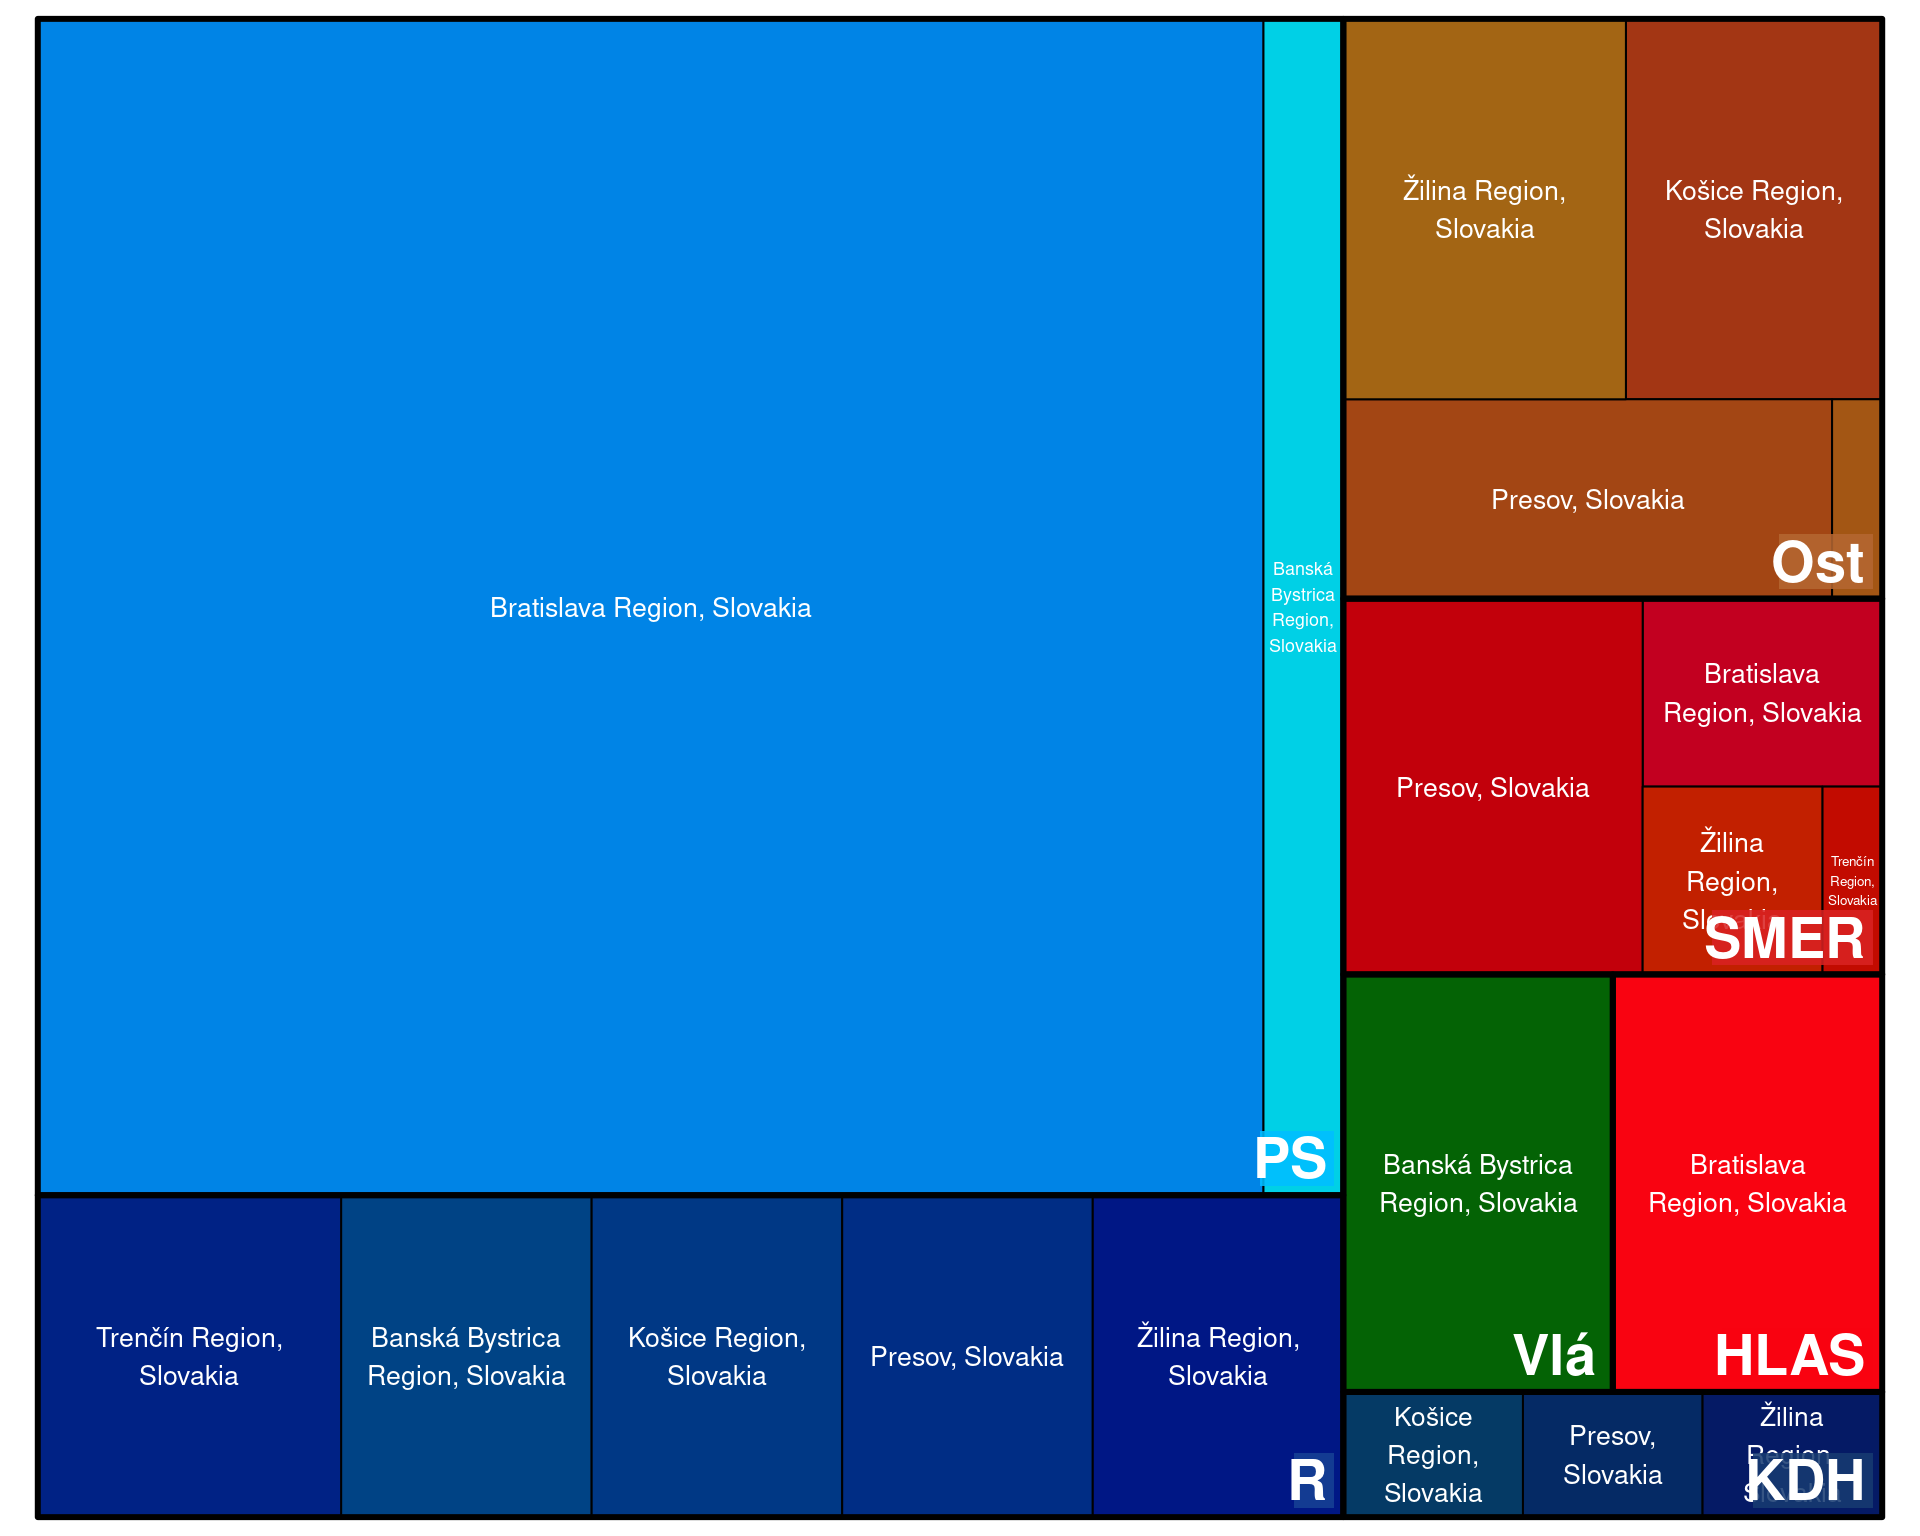 Bratislava Region, Slovakia
Banská
Bystrica
Region,
Slovakia
PS
Trenčín Region,
Slovakia
Banská Bystrica
Region, Slovakia
Košice Region,
Slovakia
Presov, Slovakia
Žilina Region,
Slovakia
R
Žilina Region,
Slovakia
Košice Region,
Slovakia
Presov, Slovakia
Ost
Presov, Slovakia
Bratislava
Region, Slovakia
Žilina
Region,
Slovakia
Trenčín
Region,
Slovakia
SMER
Banská Bystrica
Region, Slovakia
Vlá
Bratislava
Region, Slovakia
HLAS
Košice
Region,
Slovakia
Presov,
Slovakia
Žilina
Region,
Slovakia
KDH